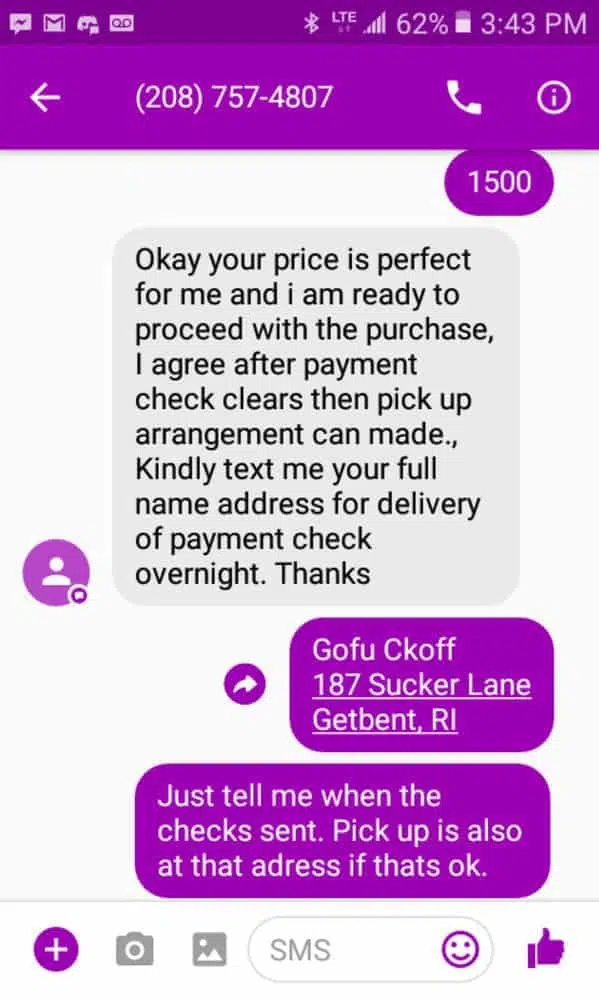 LTE 62% 3:43 PM
(208) 757-4807
1500
Okay your price is perfect
for me and i am ready to
proceed with the purchase,
I agree after payment
check clears then pick up
arrangement can made.,
Kindly text me your full
name address for delivery
of payment check
overnight. Thanks
Gofu Ckoff
187 Sucker Lane
Getbent, RI
Just tell me when the
checks sent. Pick up is also
at that adress if thats ok.
SMS